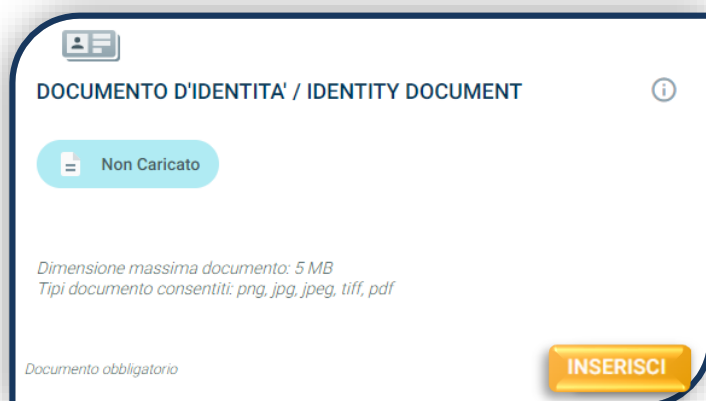 DOCUMENTO D'IDENTITA' / IDENTITY DOCUMENT
Non Caricato
Dimensione massima documento: 5 MB
Tipi documento consentiti: png, jpg, jpeg, tiff, pdf
Documento obbligatorio
INSERISCI